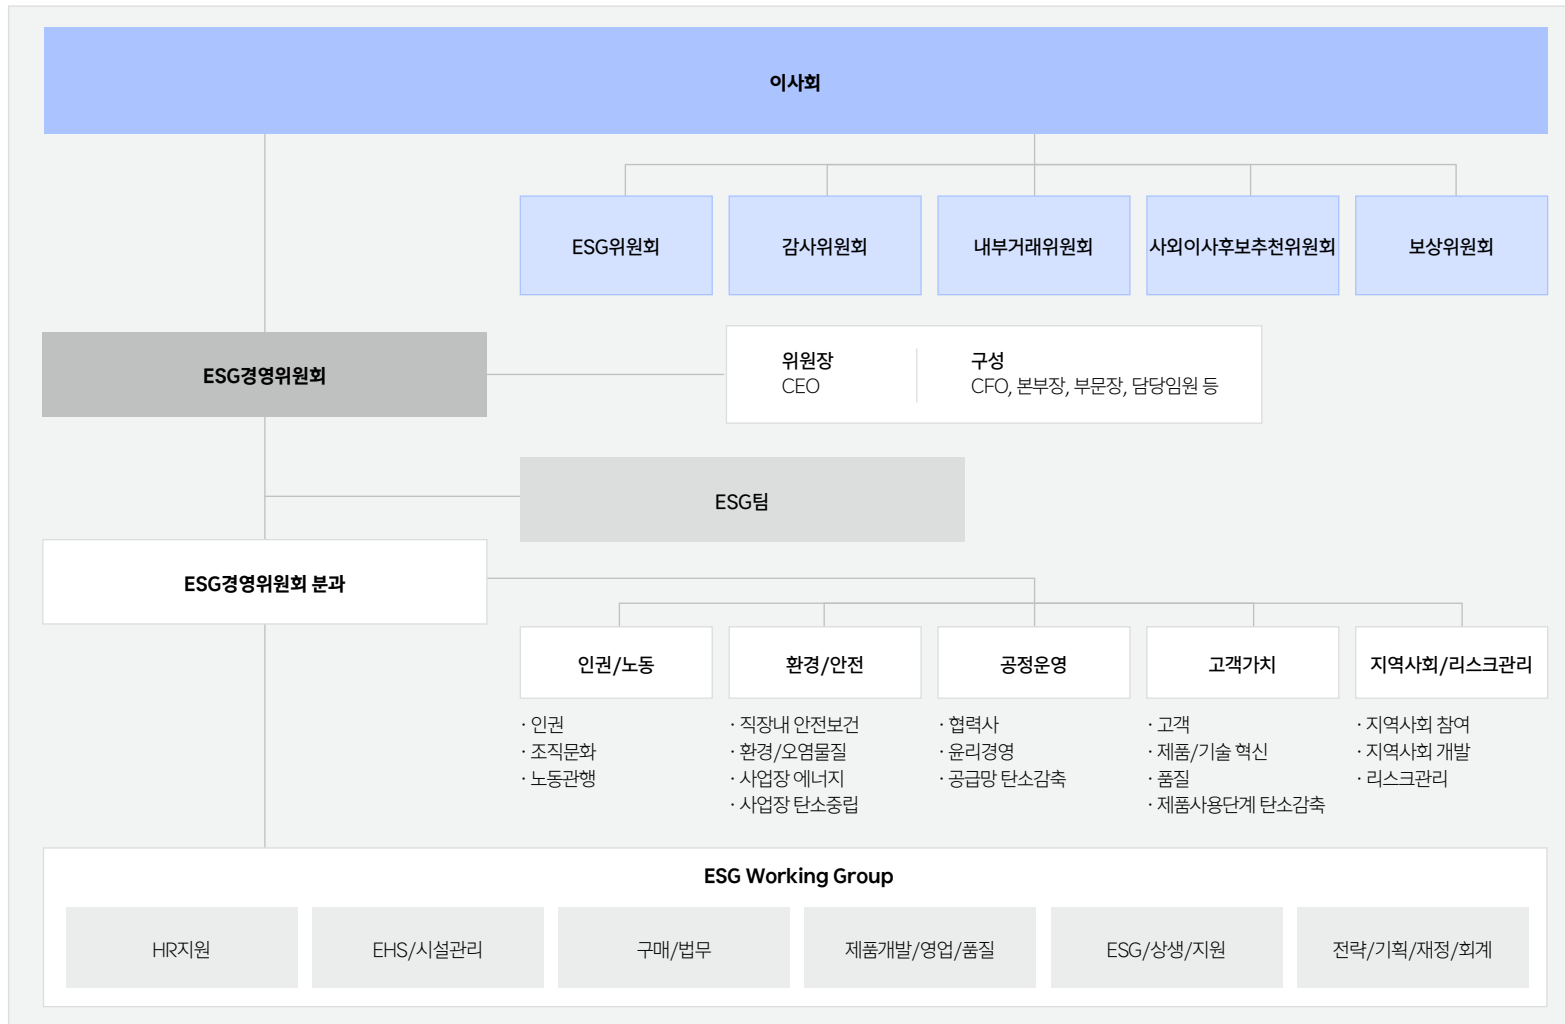 이사회
ESG위원회
감사위원회
내부거래위원회
사외이사후보추천위원회
보상위원회
ESG경영위원회
위원장
CEO
구성
CFO, 본부장, 부문장, 담당임원 등
ESG팀
ESG경영위원회 분과
인권/노동
· 인권
· 조직문화
· 노동관행
환경/안전
· 직장내 안전보건
· 환경/오염물질
· 사업장 에너지
· 사업장 탄소중립
공정운영
· 협력사
· 윤리경영
· 공급망 탄소감축
고객가치
· 고객
· 제품/기술 혁신
· 품질
· 제품사용단계 탄소감축
지역사회/리스크관리
· 지역사회 참여
· 지역사회 개발
· 리스크관리
ESG Working Group
HR지원
EHS/시설관리
구매/법무
제품개발/영업/품질
ESG/상생/지원
전략/기획/재정/회계